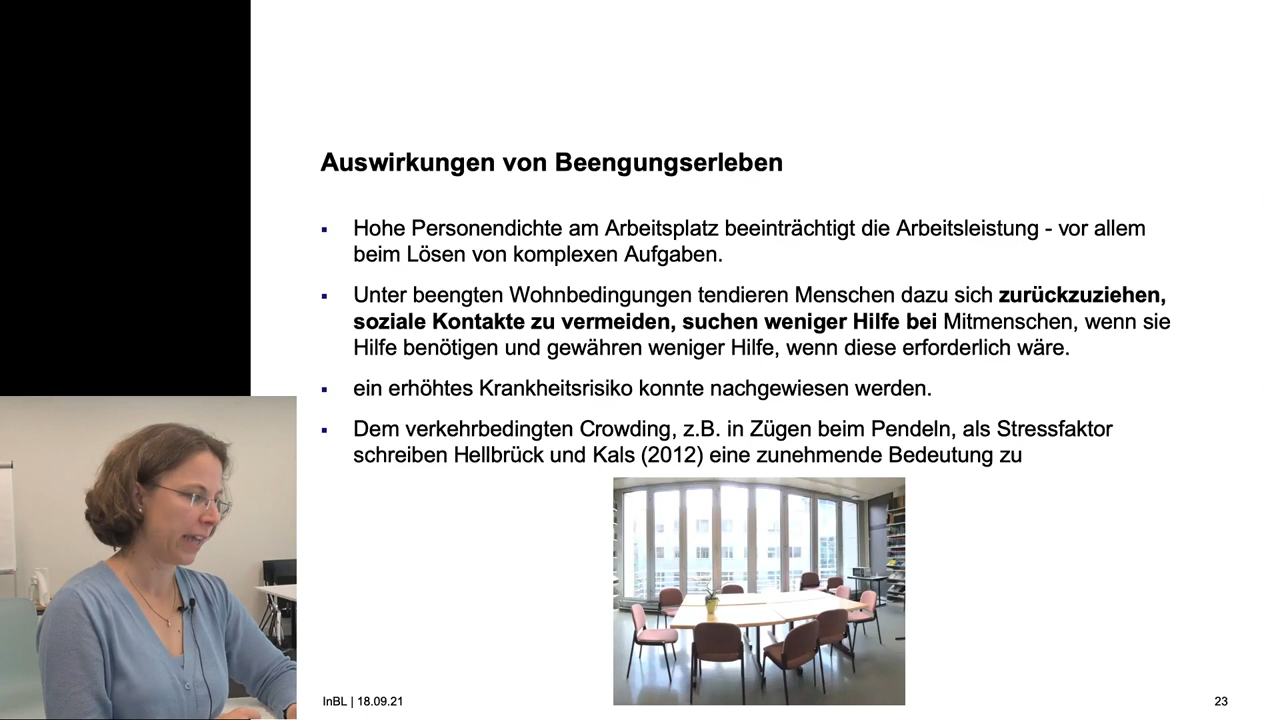 Auswirkungen von Beengungserleben
▪ Hohe Personendichte am Arbeitsplatz beeinträchtigt die Arbeitsleistung - vor allem
beim Lösen von komplexen Aufgaben.
▪ Unter beengten Wohnbedingungen tendieren Menschen dazu sich zurückzuziehen,
soziale Kontakte zu vermeiden, suchen weniger Hilfe bei Mitmenschen, wenn sie
Hilfe benötigen und gewähren weniger Hilfe, wenn diese erforderlich wäre.
▪ ein erhöhtes Krankheitsrisiko konnte nachgewiesen werden.
▪ Dem verkehrbedingten Crowding, z.B. in Zügen beim Pendeln, als Stressfaktor
schreiben Hellbrück und Kals (2012) eine zunehmende Bedeutung zu
InBL | 18.09.21
23